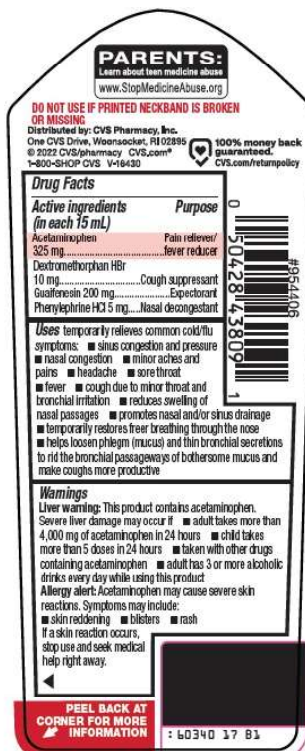 PARENTS:
Learn about teen medicine abuse
www.StopMedicineAbuse.org
DO NOT USE IF PRINTED NECKBAND IS BROKEN
OR MISSING
Distributed by: CVS Pharmacy, Inc.
One CVS Drive, Woonsocket, RI 02895
© 2022 CVS/pharmacy CVS.com®
1-800-SHOP CVS V-16430
100% money back
guaranteed.
CVS.com/returnpolicy
Drug Facts
Active ingredients Purpose
(in each 15 mL)
Acetaminophen Pain reliever/
325 mg..........................fever reducer
Dextromethorphan HBr
10 mg......................Cough suppressant
Guaifenesin 200 mg..............Expectorant
Phenylephrine HCl 5 mg.....Nasal decongestant
Uses temporarily relieves common cold/flu
symptoms: ■ sinus congestion and pressure
■ nasal congestion ■ minor aches and
pains ■ headache ■ sore throat
■ fever ■ cough due to minor throat and
bronchial irritation ■ reduces swelling of
nasal passages ■ promotes nasal and/or sinus drainage
■ temporarily restores freer breathing through the nose
■ helps loosen phlegm (mucus) and thin bronchial secretions
to rid the bronchial passageways of bothersome mucus and
make coughs more productive
Warnings
Liver warning: This product contains acetaminophen.
Severe liver damage may occur if ■ adult takes more than
4,000 mg of acetaminophen in 24 hours ■ child takes
more than 5 doses in 24 hours ■ taken with other drugs
containing acetaminophen ■ adult has 3 or more alcoholic
drinks every day while using this product
Allergy alert: Acetaminophen may cause severe skin
reactions. Symptoms may include:
■ skin reddening ■ blisters ■ rash
If a skin reaction occurs,
stop use and seek medical
help right away.
PEEL BACK AT
CORNER FOR MORE
INFORMATION
0 50428 43809 1
#954406
: 60340 17 B1